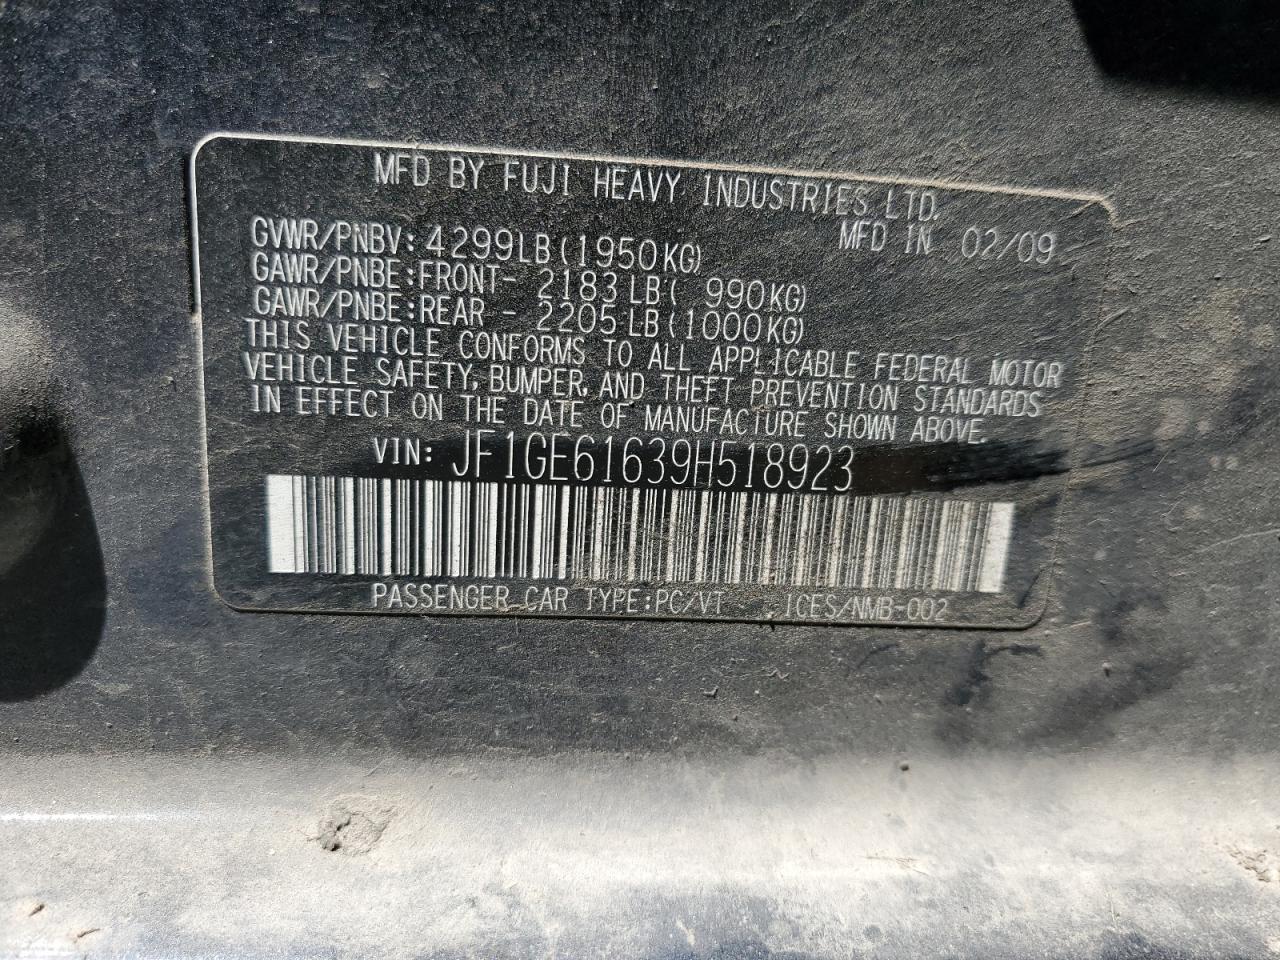 MFD BY FUJI HEAVY INDUSTRIES LTD.
MFD IN 02/09
GVWR/PNBV: 4299LB (1950KG)
GAWR/PNBE:FRONT- 2183LB( 990KG)
GAWR/PNBE:REAR - 2205LB(1000KG)
THIS VEHICLE CONFORMS TO ALL APPLICABLE FEDERAL MOTOR
VEHICLE SAFETY, BUMPER, AND THEFT PREVENTION STANDARDS
IN EFFECT ON THE DATE OF MANUFACTURE SHOWN ABOVE.
VIN: JF1GE61639H518923
PASSENGER CAR TYPE:PC/VT ICES/NMB-002